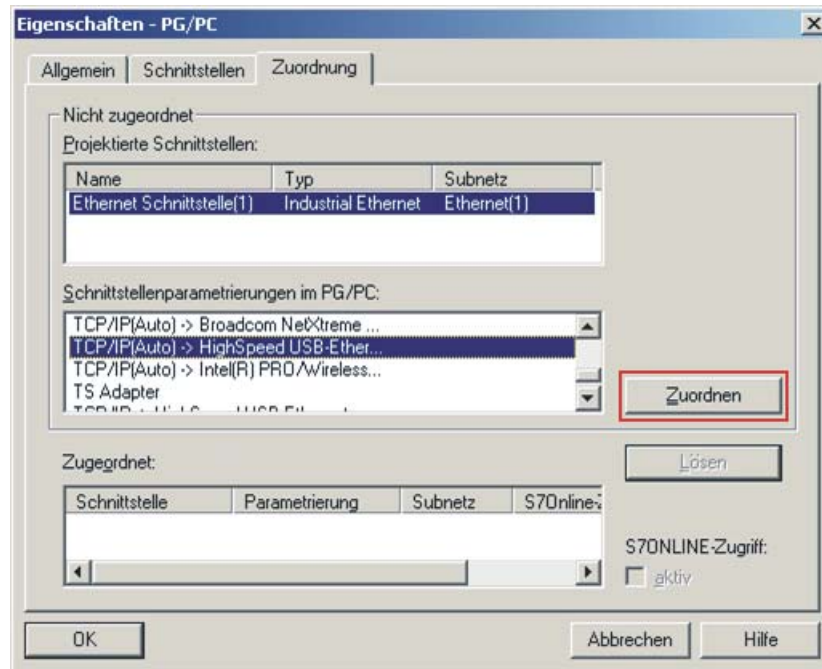 Eigenschaften - PG/PC
Allgemein Schnittstellen Zuordnung
Nicht zugeordnet
Projektierte Schnittstellen:
Name Typ Subnetz
Ethernet Schnittstelle(1) Industrial Ethernet Ethernet(1)
Schnittstellenparametrierungen im PG/PC:
TCP/IP(Auto) -> Broadcom NetXtreme ...
TCP/IP(Auto) -> HighSpeed USB-Ether...
TCP/IP(Auto) -> Intel(R) PRO/Wireless...
TS Adapter
Zuordnen
Zugeordnet:
Lösen
Schnittstelle Parametrierung Subnetz S7Online-Z
S7ONLINE-Zugriff:
aktiv
OK Abbrechen Hilfe